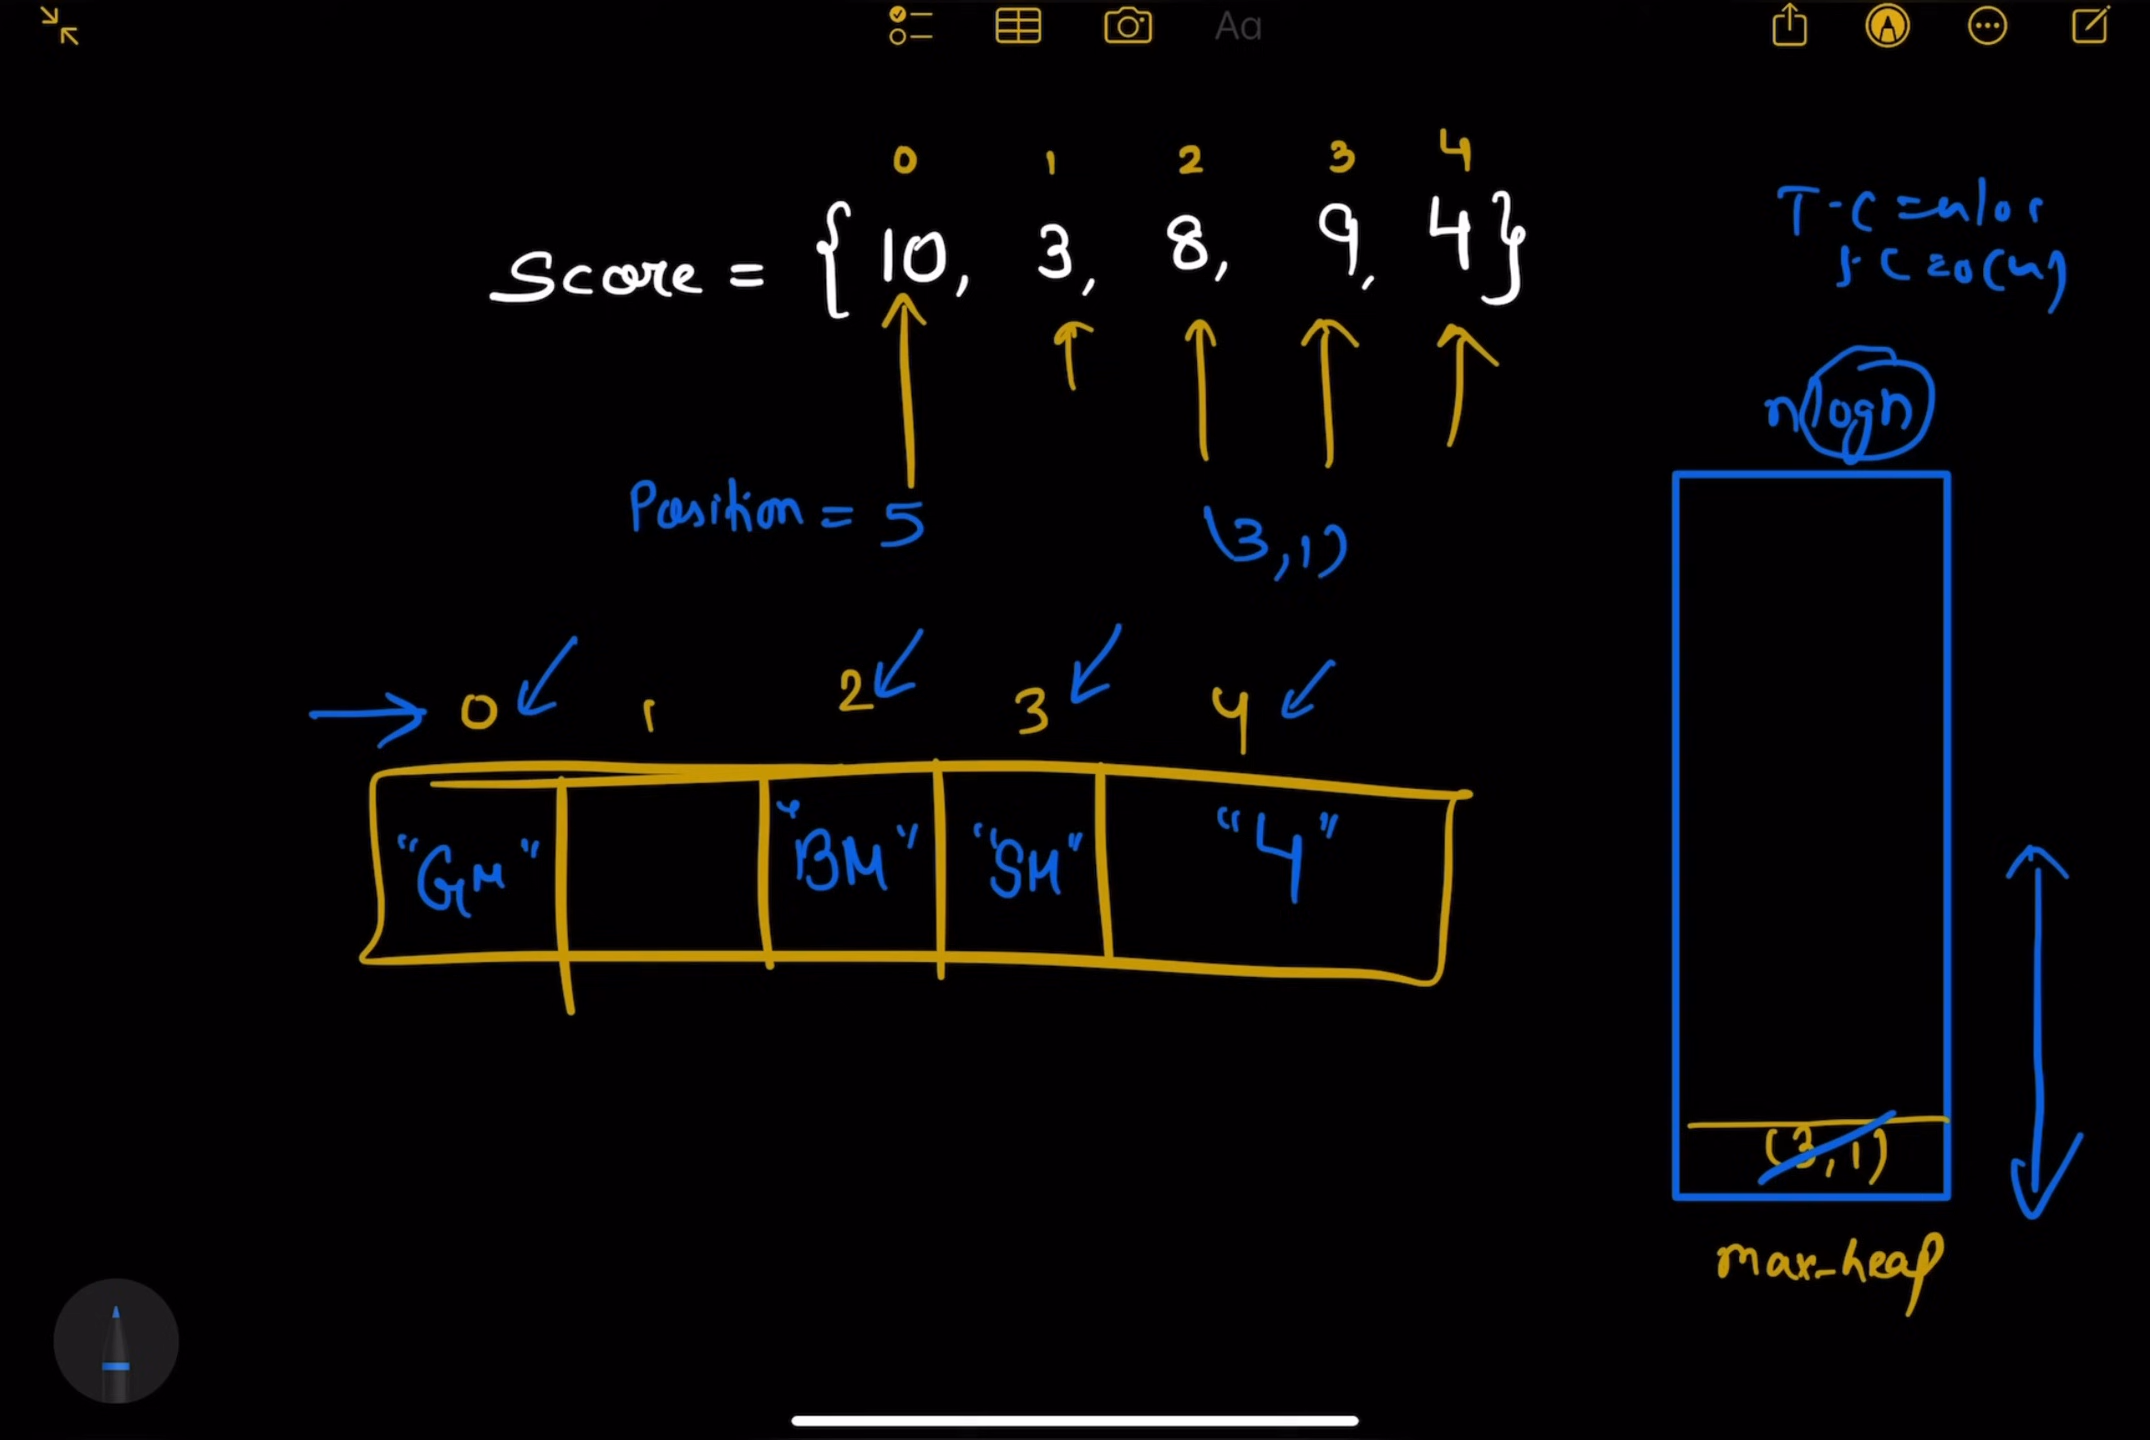 Aa
0 1 2 3 4
Score = { 10, 3, 8, 9, 4 }
T-C =
S-C = O(n)
nlogn
Position = 5
(3,1)
0 1 2 3 4
"GM" "BM" "SM" "4"
(3,1)
max_heap